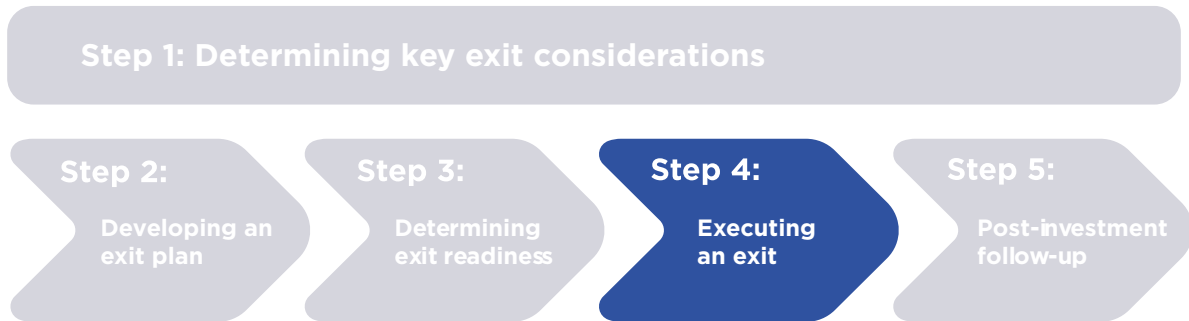 Step 1: Determining key exit considerations
Step 2:
Developing an
exit plan
Step 3:
Determining
exit readiness
Step 4:
Executing
an exit
Step 5:
Post-investment
follow-up